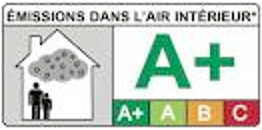 ÉMISSIONS DANS L'AIR INTÉRIEUR*
A+
A+ A B C